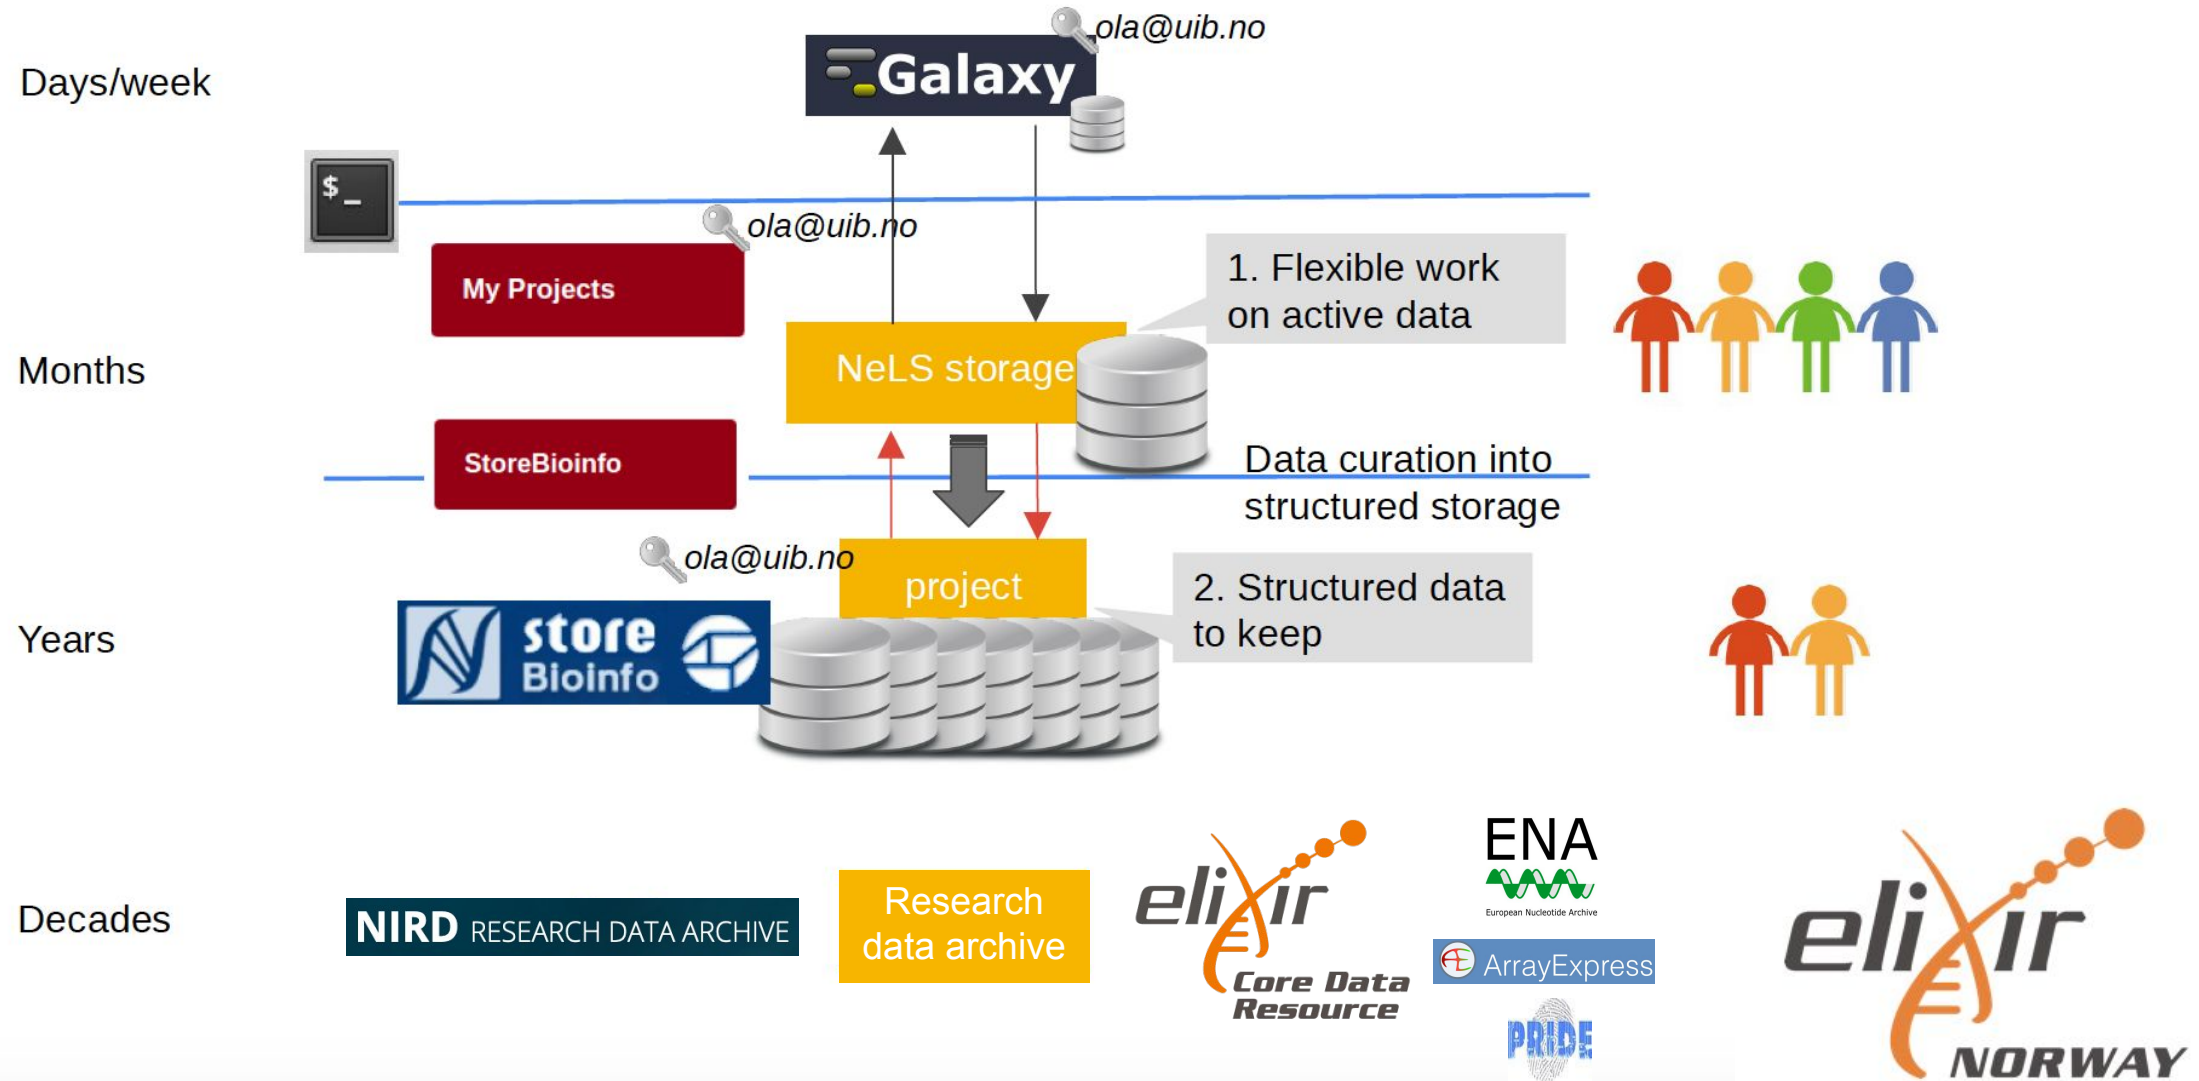 ola@uib.no
Days/week
Galaxy
$_
ola@uib.no
My Projects
1. Flexible work
on active data
Months
NeLS storage
StoreBioinfo
Data curation into
structured storage
ola@uib.no
project
2. Structured data
to keep
Years
store
Bioinfo
Decades
NIRD RESEARCH DATA ARCHIVE
Research
data archive
elixir
Core Data
Resource
ENA
European Nucleotide Archive
ArrayExpress
PRIDE
elixir
NORWAY